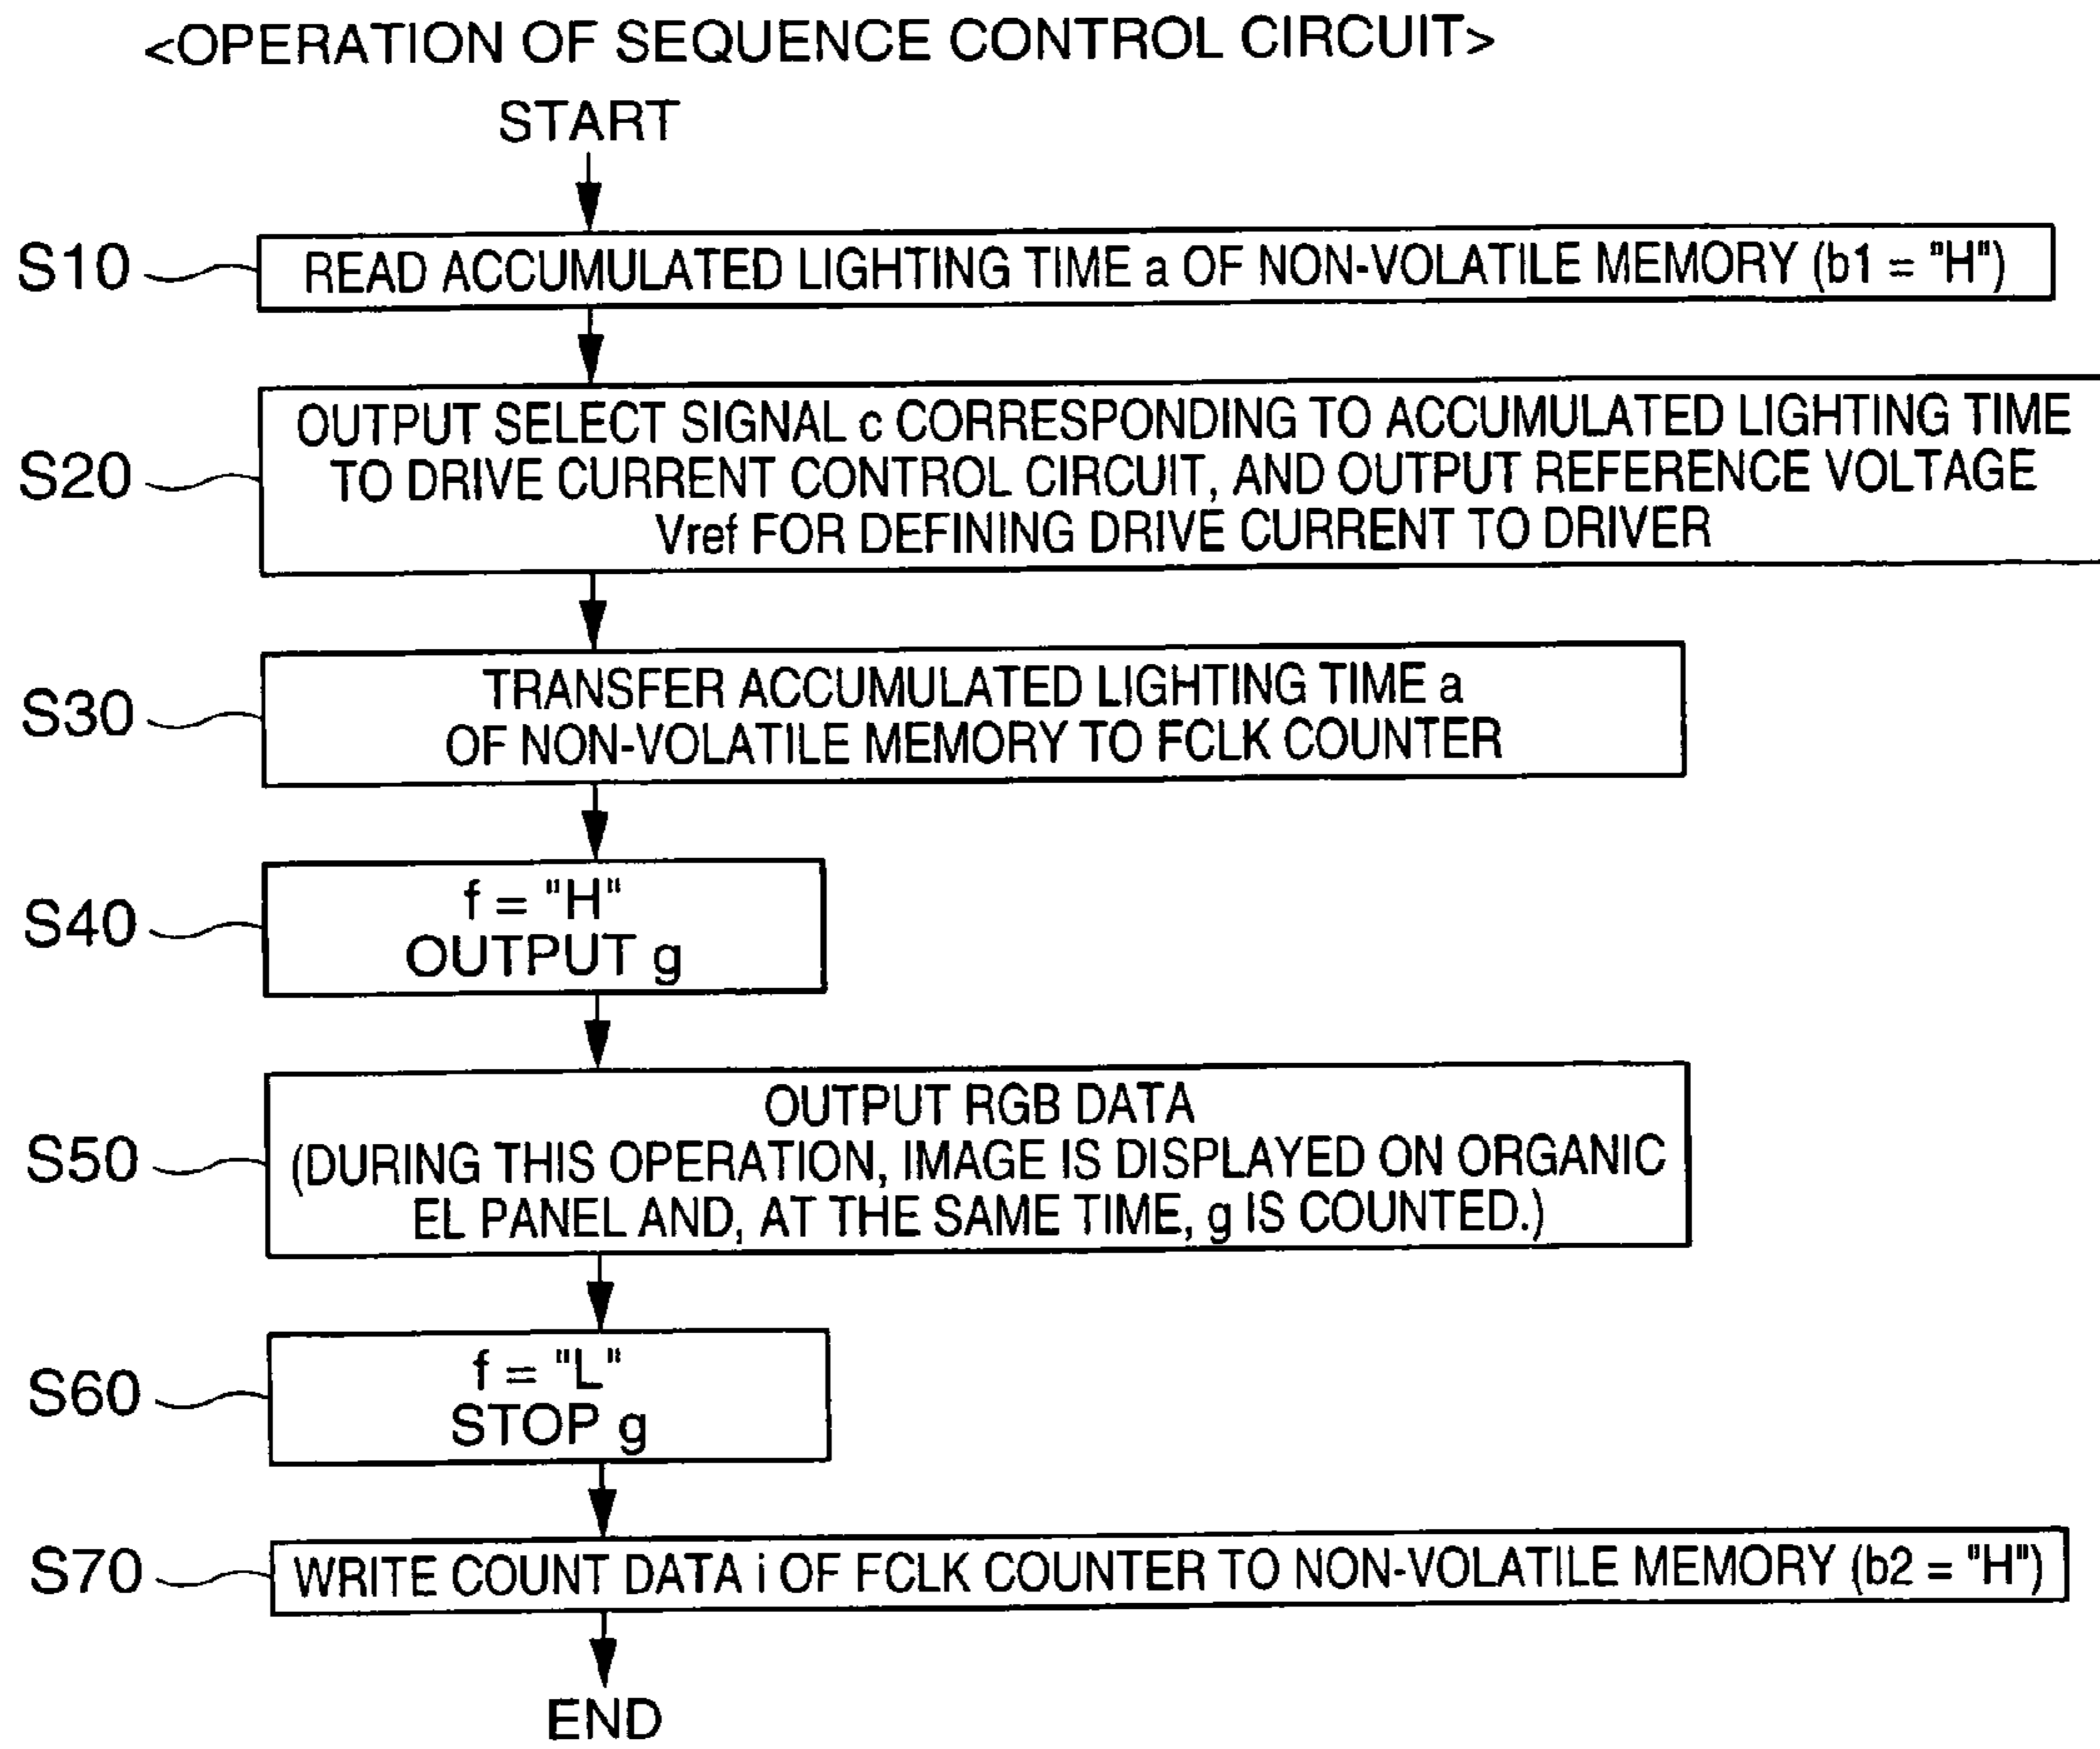 <OPERATION OF SEQUENCE CONTROL CIRCUIT>
START
S10
READ ACCUMULATED LIGHTING TIME a OF NON-VOLATILE MEMORY (b1 = "H")
S20
OUTPUT SELECT SIGNAL c CORRESPONDING TO ACCUMULATED LIGHTING TIME
TO DRIVE CURRENT CONTROL CIRCUIT, AND OUTPUT REFERENCE VOLTAGE
Vref FOR DEFINING DRIVE CURRENT TO DRIVER
S30
TRANSFER ACCUMULATED LIGHTING TIME a
OF NON-VOLATILE MEMORY TO FCLK COUNTER
S40
f = "H"
OUTPUT g
S50
OUTPUT RGB DATA
(DURING THIS OPERATION, IMAGE IS DISPLAYED ON ORGANIC
EL PANEL AND, AT THE SAME TIME, g IS COUNTED.)
S60
f = "L"
STOP g
S70
WRITE COUNT DATA i OF FCLK COUNTER TO NON-VOLATILE MEMORY (b2 = "H")
END